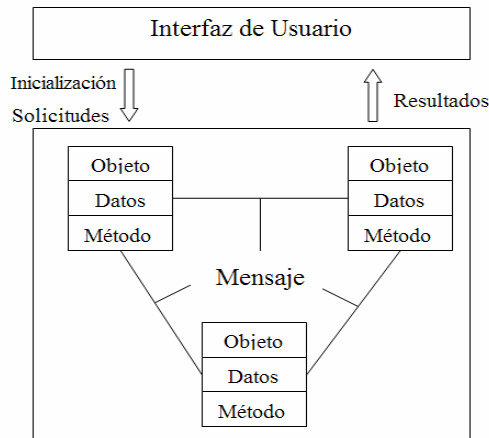 Interfaz de Usuario
Inicialización
Solicitudes
Resultados
Objeto
Datos
Método
Objeto
Datos
Método
Mensaje
Objeto
Datos
Método